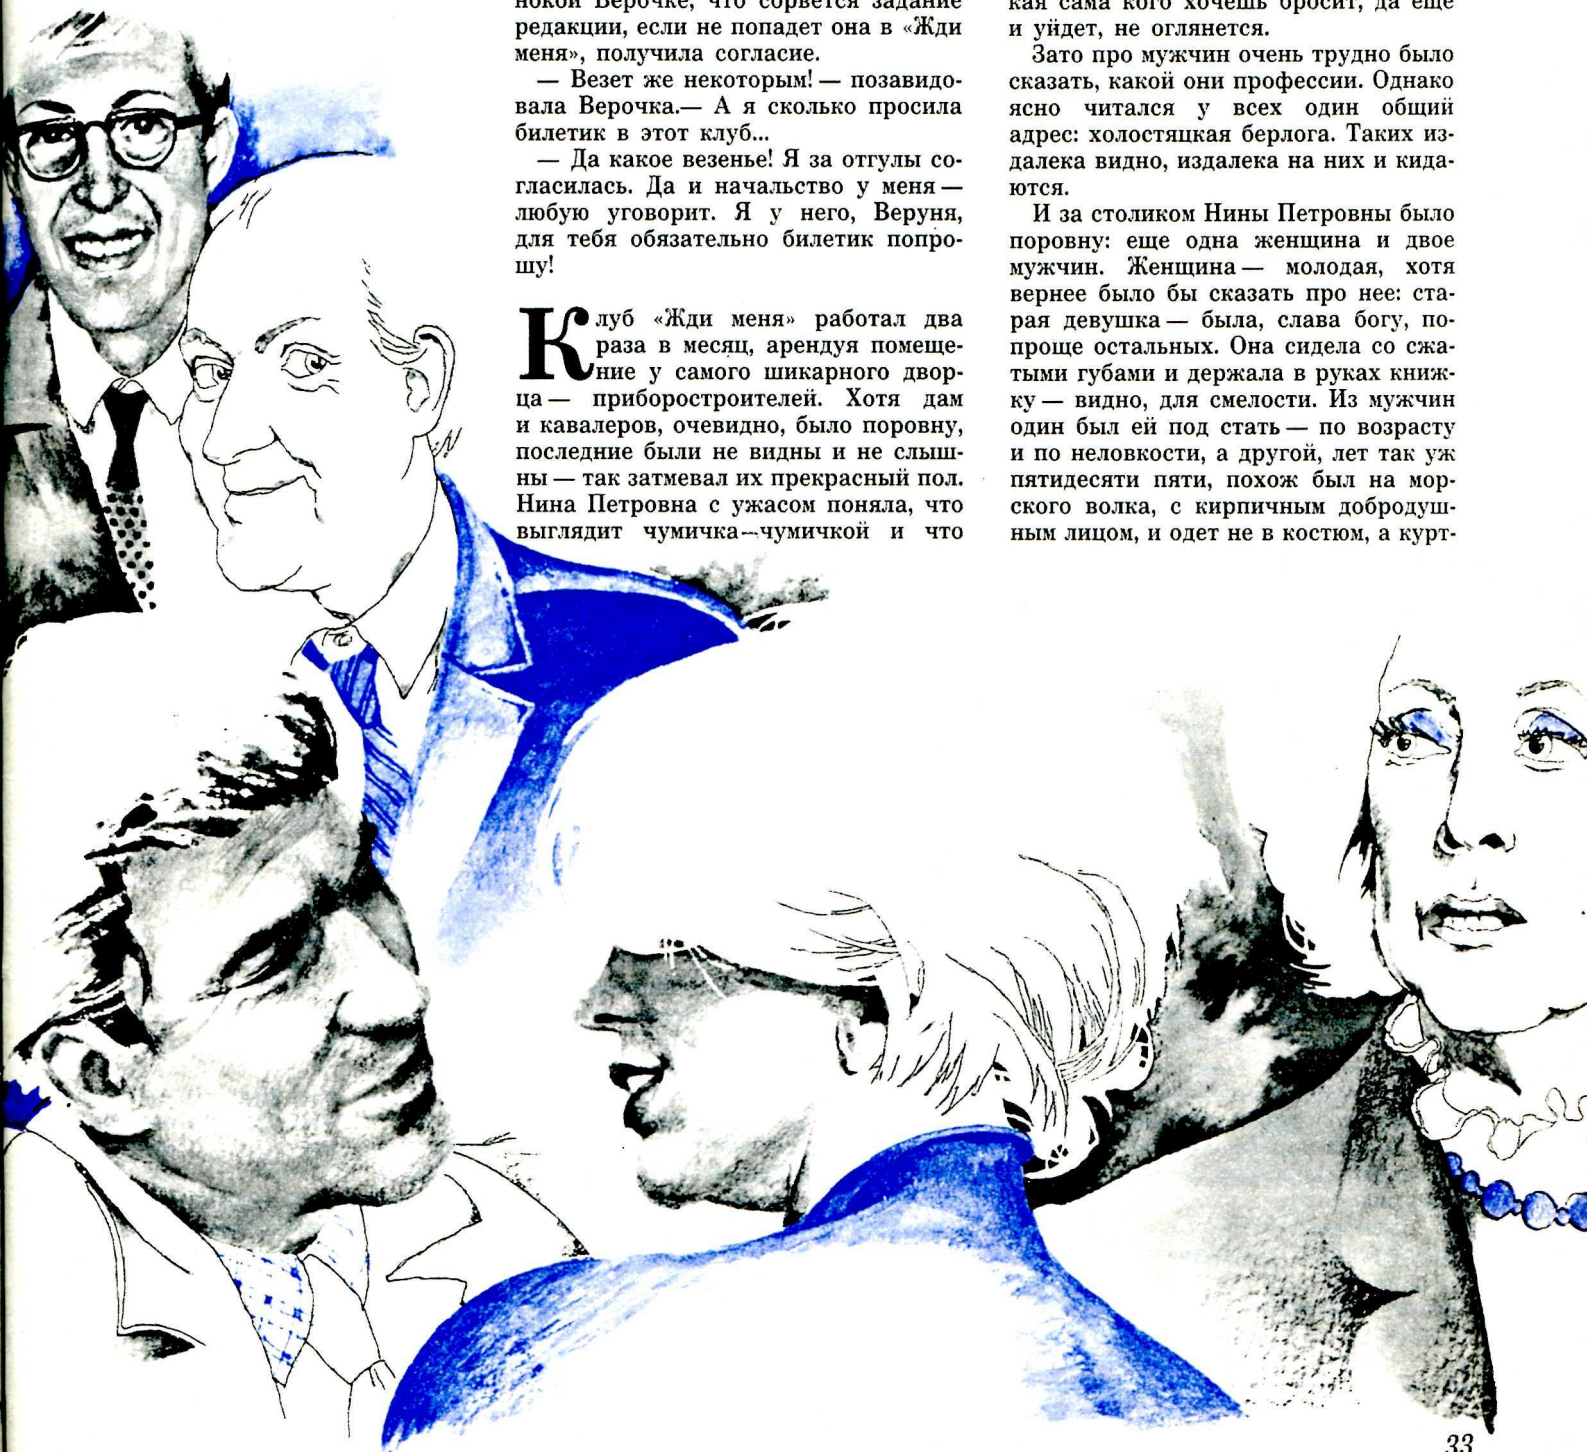 нокой Верочке, что сорвется задание
редакции, если не попадет она в «Жди
меня», получила согласие.
— Везет же некоторым! — позавидо-
вала Верочка.— А я сколько просила
билетик в этот клуб...
— Да какое везенье! Я за отгулы со-
гласилась. Да и начальство у меня —
любую уговорит. Я у него, Веруня,
для тебя обязательно билетик попро-
шу!
Клуб «Жди меня» работал два
раза в месяц, арендуя помеще-
ние у самого шикарного двор-
ца — приборостроителей. Хотя дам
и кавалеров, очевидно, было поровну,
последние были не видны и не слыш-
ны — так затмевал их прекрасный пол.
Нина Петровна с ужасом поняла, что
выглядит чумичка-чумичкой и что
кая сама кого хочешь бросит, да еще
и уйдет, не оглянется.
Зато про мужчин очень трудно было
сказать, какой они профессии. Однако
ясно читался у всех один общий
адрес: холостяцкая берлога. Таких из-
далека видно, издалека на них и кида-
ются.
И за столиком Нины Петровны было
поровну: еще одна женщина и двое
мужчин. Женщина — молодая, хотя
вернее было бы сказать про нее: ста-
рая девушка — была, слава богу, по-
проще остальных. Она сидела со сжа-
тыми губами и держала в руках книж-
ку — видно, для смелости. Из мужчин
один был ей под стать — по возрасту
и по неловкости, а другой, лет так уж
пятидесяти пяти, похож был на мор-
ского волка, с кирпичным добродуш-
ным лицом, и одет не в костюм, а курт-
33